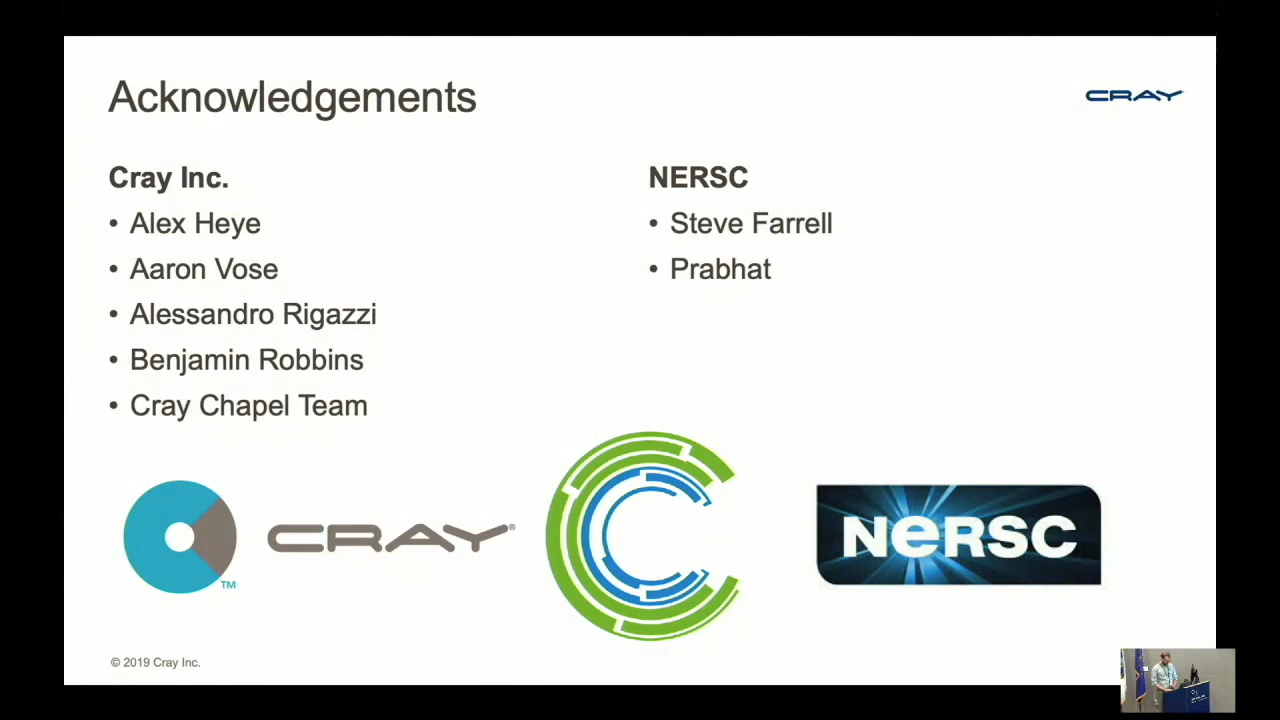 Acknowledgements
CRAY
Cray Inc.
• Alex Heye
• Aaron Vose
• Alessandro Rigazzi
• Benjamin Robbins
• Cray Chapel Team
NERSC
• Steve Farrell
• Prabhat
TM
CRAY®
NERSC
© 2019 Cray Inc.